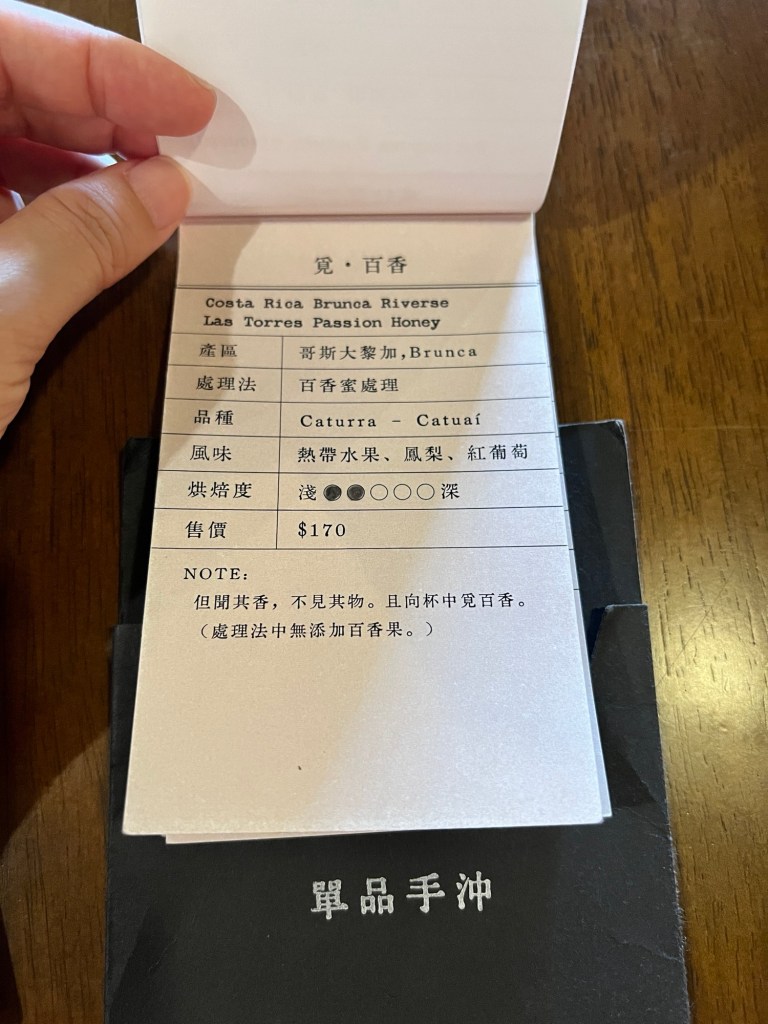 覓・百香
Costa Rica Brunca Riverse
Las Torres Passion Honey
產區 哥斯大黎加,Brunca
處理法 百香蜜處理
品種 Caturra – Catuaí
風味 熱帶水果、鳳梨、紅葡萄
烘焙度 淺●●○○○深
售價 $170
NOTE:
但聞其香，不見其物。且向杯中覓百香。
（處理法中無添加百香果。）
單品手沖